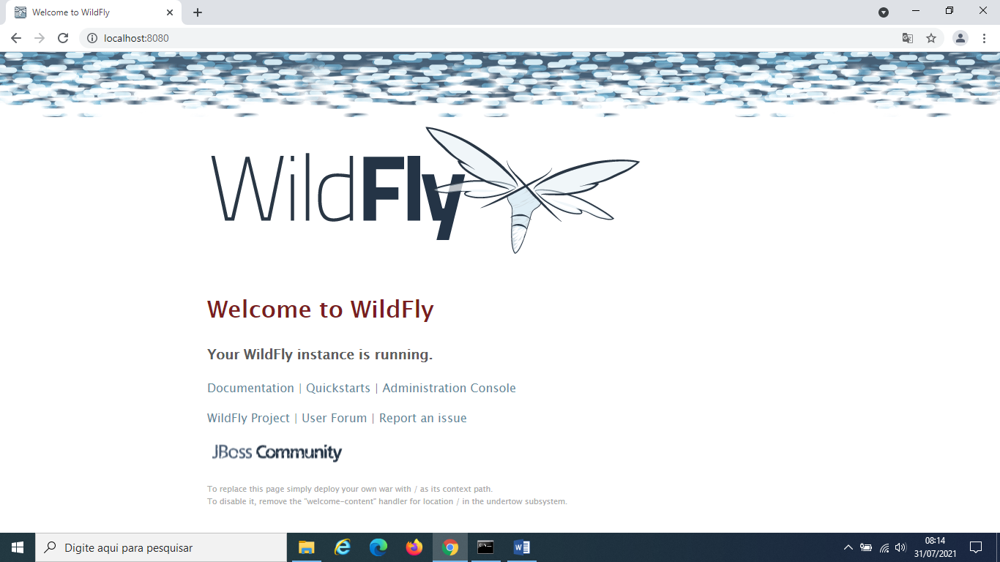 Welcome to WildFly
localhost:8080
WildFly
Welcome to WildFly
Your WildFly instance is running.
Documentation | Quickstarts | Administration Console
WildFly Project | User Forum | Report an issue
JBoss Community
To replace this page simply deploy your own war with / as its context path.
To disable it, remove the "welcome-content" handler for location / in the undertow subsystem.
Digite aqui para pesquisar
08:14
31/07/2021